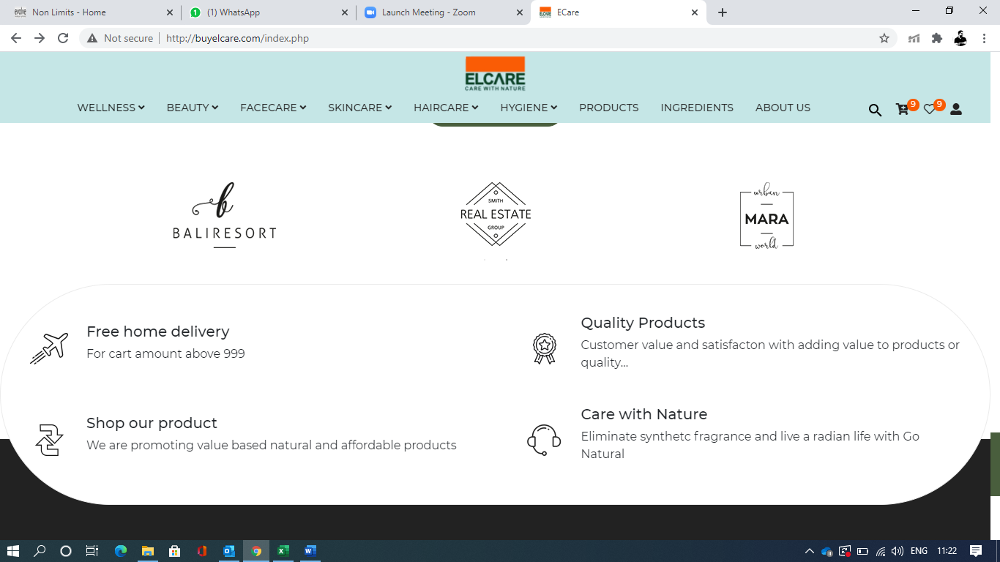 evolve
Non Limits - Home
(1) WhatsApp
Launch Meeting - Zoom
ECare
Not secure
http://buyelcare.com/index.php
ELCARE
CARE WITH NATURE
WELLNESS
BEAUTY
FACECARE
SKINCARE
HAIRCARE
HYGIENE
PRODUCTS
INGREDIENTS
ABOUT US
9
9
b
BALIRESORT
SMITH
REAL ESTATE
GROUP
urban
MARA
world
Free home delivery
For cart amount above 999
Quality Products
Customer value and satisfacton with adding value to products or
quality...
Shop our product
We are promoting value based natural and affordable products
Care with Nature
Eliminate synthetc fragrance and live a radian life with Go
Natural
ENG
11:22